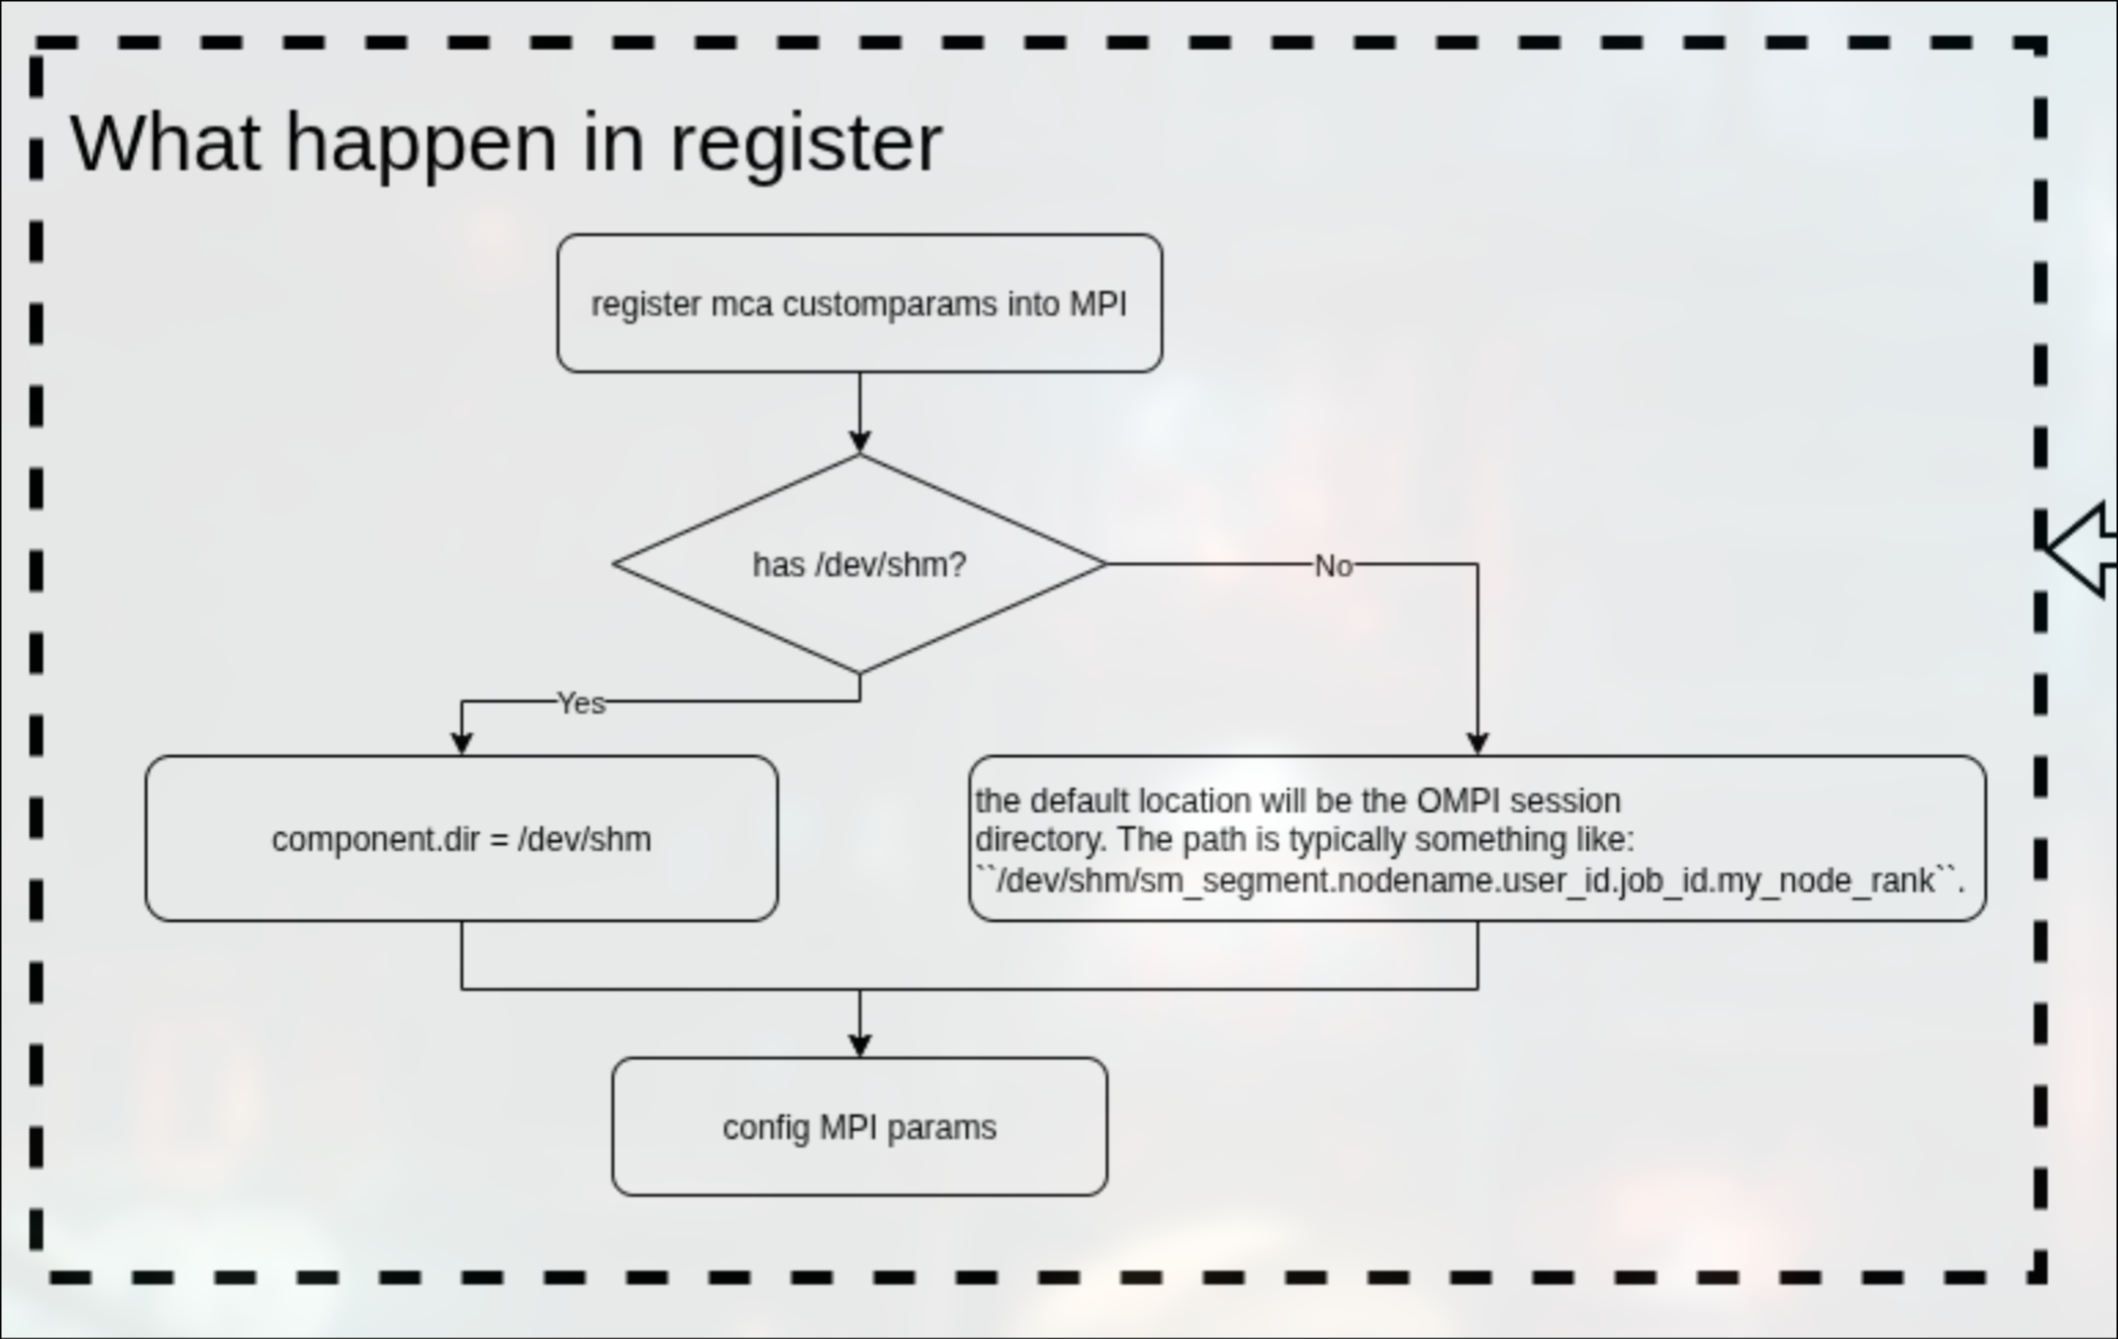 What happen in register
register mca customparams into MPI
has /dev/shm?
No
Yes
component.dir = /dev/shm
the default location will be the OMPI session
directory. The path is typically something like:
``/dev/shm/sm_segment.nodename.user_id.job_id.my_node_rank``.
config MPI params